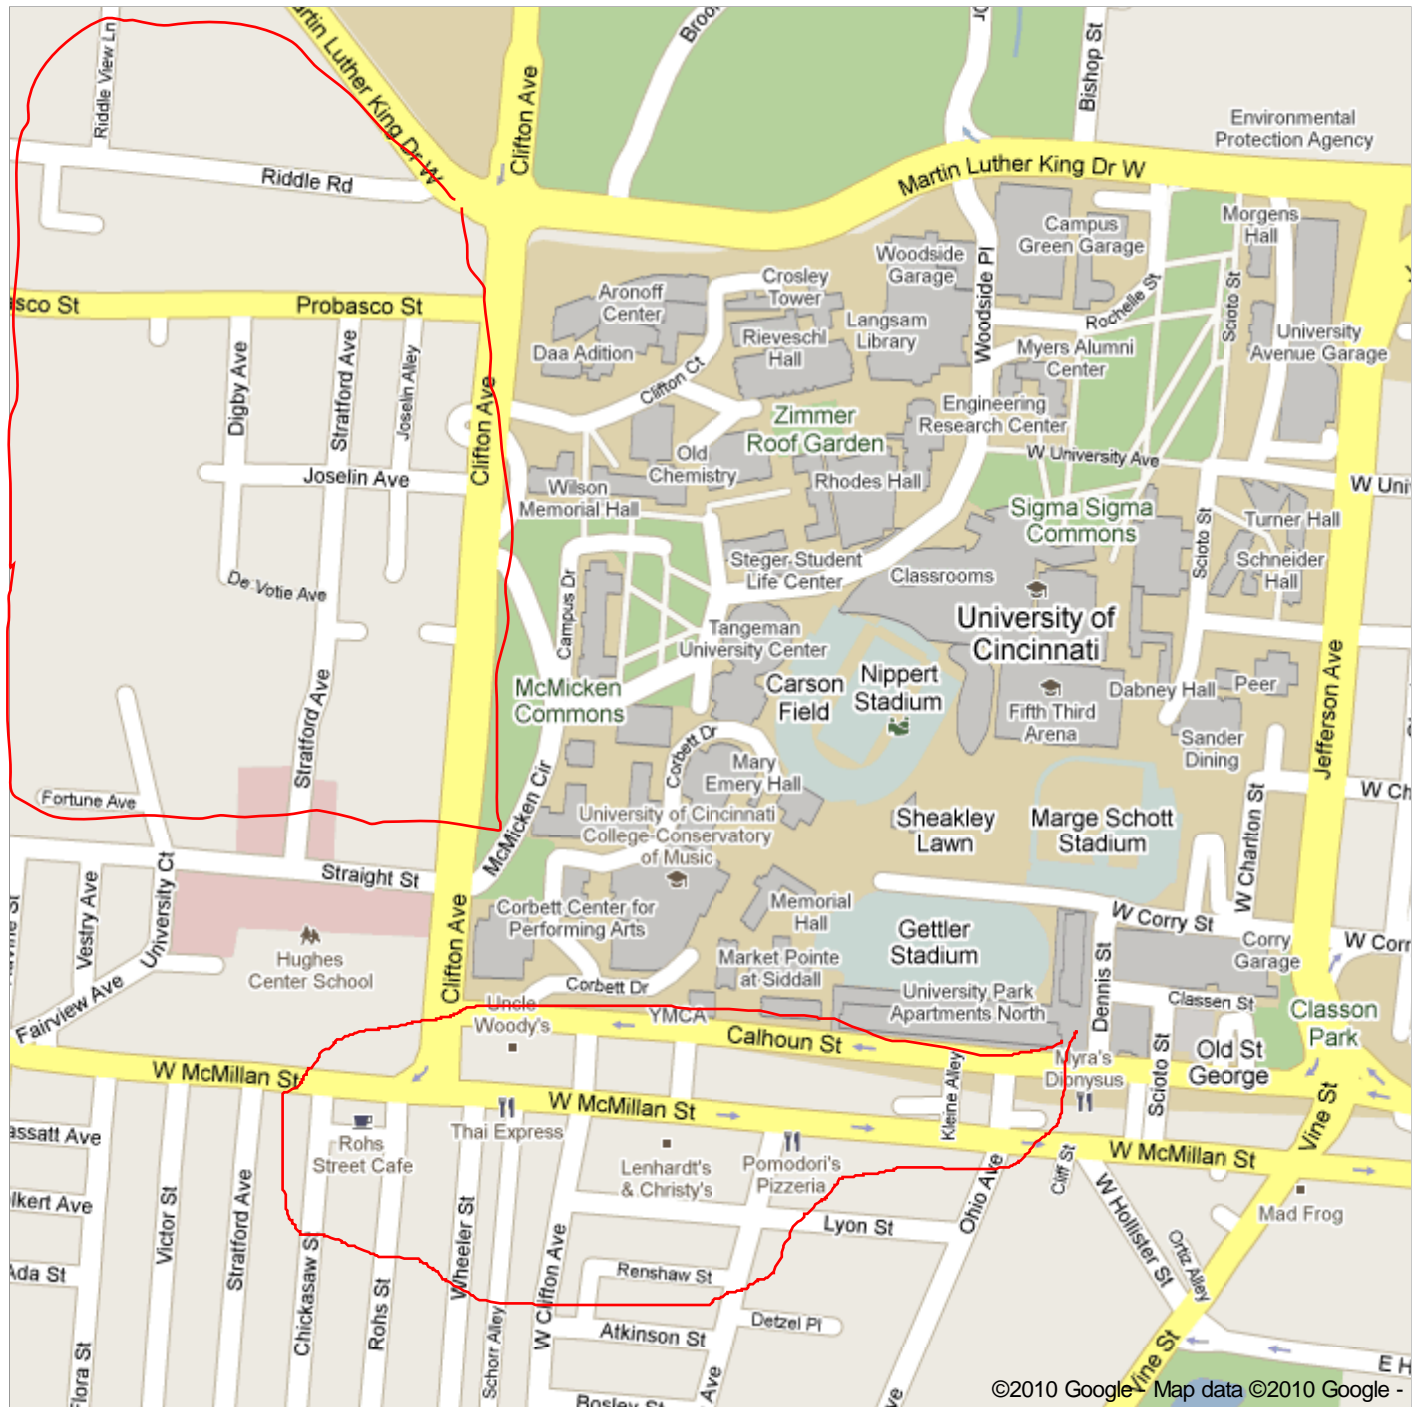 Martin Luther King Dr W
Clifton Ave
Bishop St
Riddle View Ln
Environmental
Protection Agency
Riddle Rd
Martin Luther King Dr W
Morgens
Hall
Campus
Green Garage
Woodside
Garage
Crosley
Tower
Aronoff
Center
Probasco St
Woodside Pl
Rochelle St
Scioto St
University
Avenue Garage
Langsam
Library
Rieveschl
Hall
Daa Adition
Myers Alumni
Center
Digby Ave
Stratford Ave
Joselin Alley
Clifton Ave
Clifton Ct
Zimmer
Roof Garden
Engineering
Research Center
Old
Chemistry
W University Ave
Joselin Ave
Rhodes Hall
Wilson
Memorial Hall
Sigma Sigma
Commons
Turner Hall
Scioto St
Schneider
Hall
Steger Student
Life Center
Classrooms
De Votie Ave
Campus Dr
University of
Cincinnati
Tangeman
University Center
McMicken
Commons
Carson
Field
Nippert
Stadium
Dabney Hall
Peer
Fifth Third
Arena
Jefferson Ave
Stratford Ave
Sander
Dining
Corbett Dr
Mary
Emery Hall
Fortune Ave
McMicken Cir
University of Cincinnati
College-Conservatory
of Music
Sheakley
Lawn
Marge Schott
Stadium
W Charlton St
Straight St
Vestry Ave
University Ct
Corbett Center for
Performing Arts
Memorial
Hall
W Corry St
Gettler
Stadium
Corry
Garage
Hughes
Center School
Clifton Ave
Market Pointe
at Siddall
Corbett Dr
Dennis St
University Park
Apartments North
Classen St
Classon
Park
Fairview Ave
Uncle
Woody's
YMCA
Calhoun St
Old St
George
Myra's
Dionysus
W McMillan St
Kleine Alley
Scioto St
Vine St
W McMillan St
Thai Express
Rohs
Street Cafe
Lenhardt's
& Christy's
Pomodori's
Pizzeria
W McMillan St
Cliff St
Ohio Ave
W Hollister St
Mad Frog
Victor St
Stratford Ave
Chickasaw St
Rohs St
Wheeler St
W Clifton Ave
Lyon St
Ortiz Alley
Ada St
Renshaw St
Detzel Pl
Atkinson St
Schorr Alley
Flora St
Vine St
Bosley St
©2010 Google - Map data ©2010 Google -